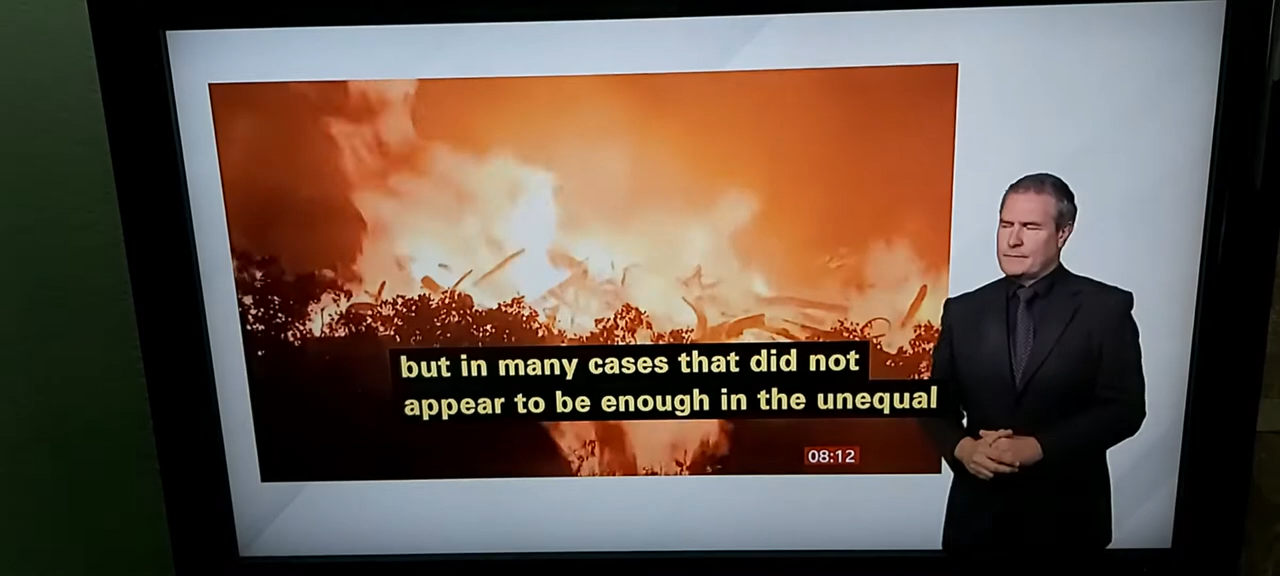 but in many cases that did not
appear to be enough in the unequal
08:12